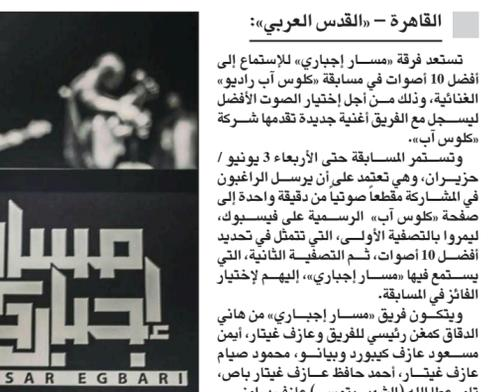 القاهرة – «القدس العربي»:
تستعد فرقة «مسار إجباري» للإستماع إلى
أفضل 10 أصوات في مسابقة «كلوس آب راديو»
الغنائية، وذلك من أجل إختيار الصوت الأفضل
ليسجل مع الفريق أغنية جديدة تقدمها شركة
«كلوس آب».
وتستمر المسابقة حتى الأربعاء 3 يونيو /
حزيران، وهي تعتمد على أن يرسل الراغبون
في المشاركة مقطعاً صوتياً من دقيقة واحدة إلى
صفحة «كلوس آب» الرسمية على فيسبوك،
ليمروا بالتصفية الأولى، التي تتمثل في تحديد
أفضل 10 أصوات، ثم التصفية الثانية، التي
يستمع فيها «مسار إجباري»، إليهم لإختيار
الفائز في المسابقة.
ويتكون فريق «مسار إجباري» من هاني
الدقاق كمغن رئيسي للفريق وعازف غيتار، أيمن
مسعود عازف كيبورد وبيانو، محمود صيام
عازف غيتار، أحمد حافظ عازف غيتار باص،
مسار
إجباري
SAR EGBARI